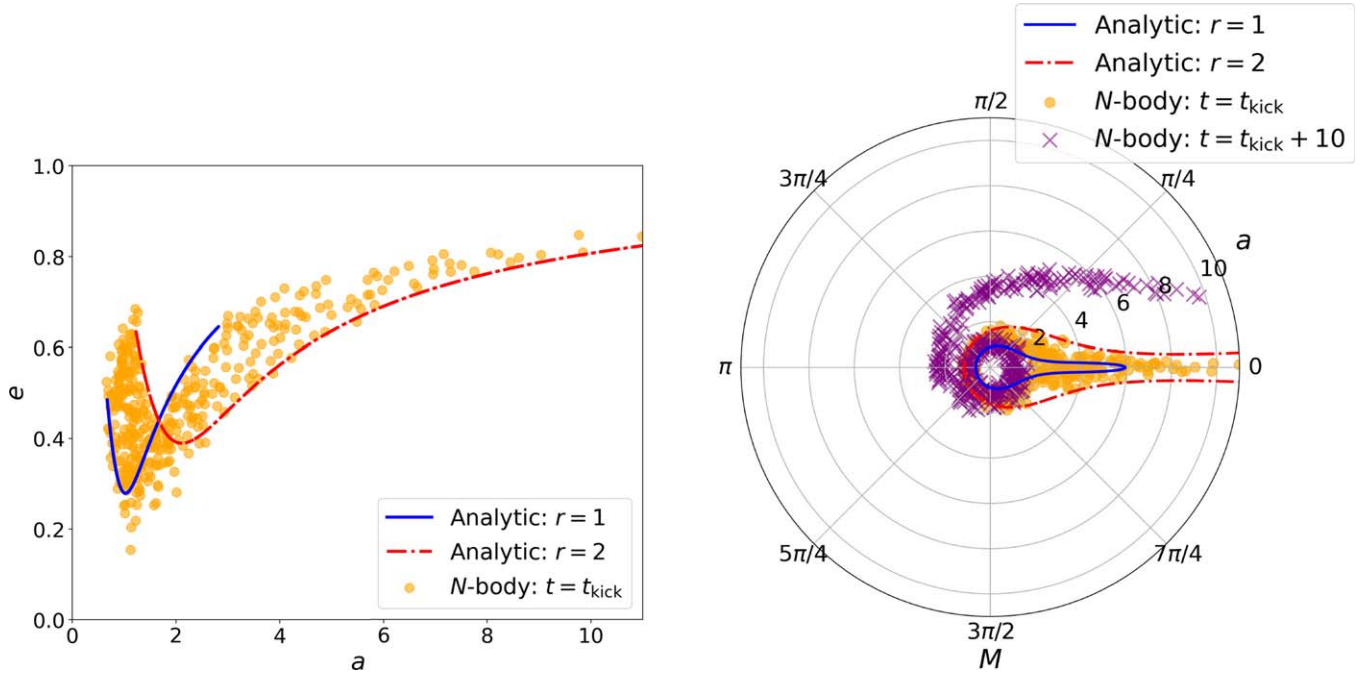 1.0
0.8
0.6
0.4
0.2
0.0
e
0 2 4 6 8 10
a
Analytic: r = 1
Analytic: r = 2
N-body: t = t_kick
Analytic: r = 1
Analytic: r = 2
N-body: t = t_kick
N-body: t = t_kick + 10
π/2
3π/4
π/4
a
10
8
6
4
2
π
0
5π/4
7π/4
3π/2
M